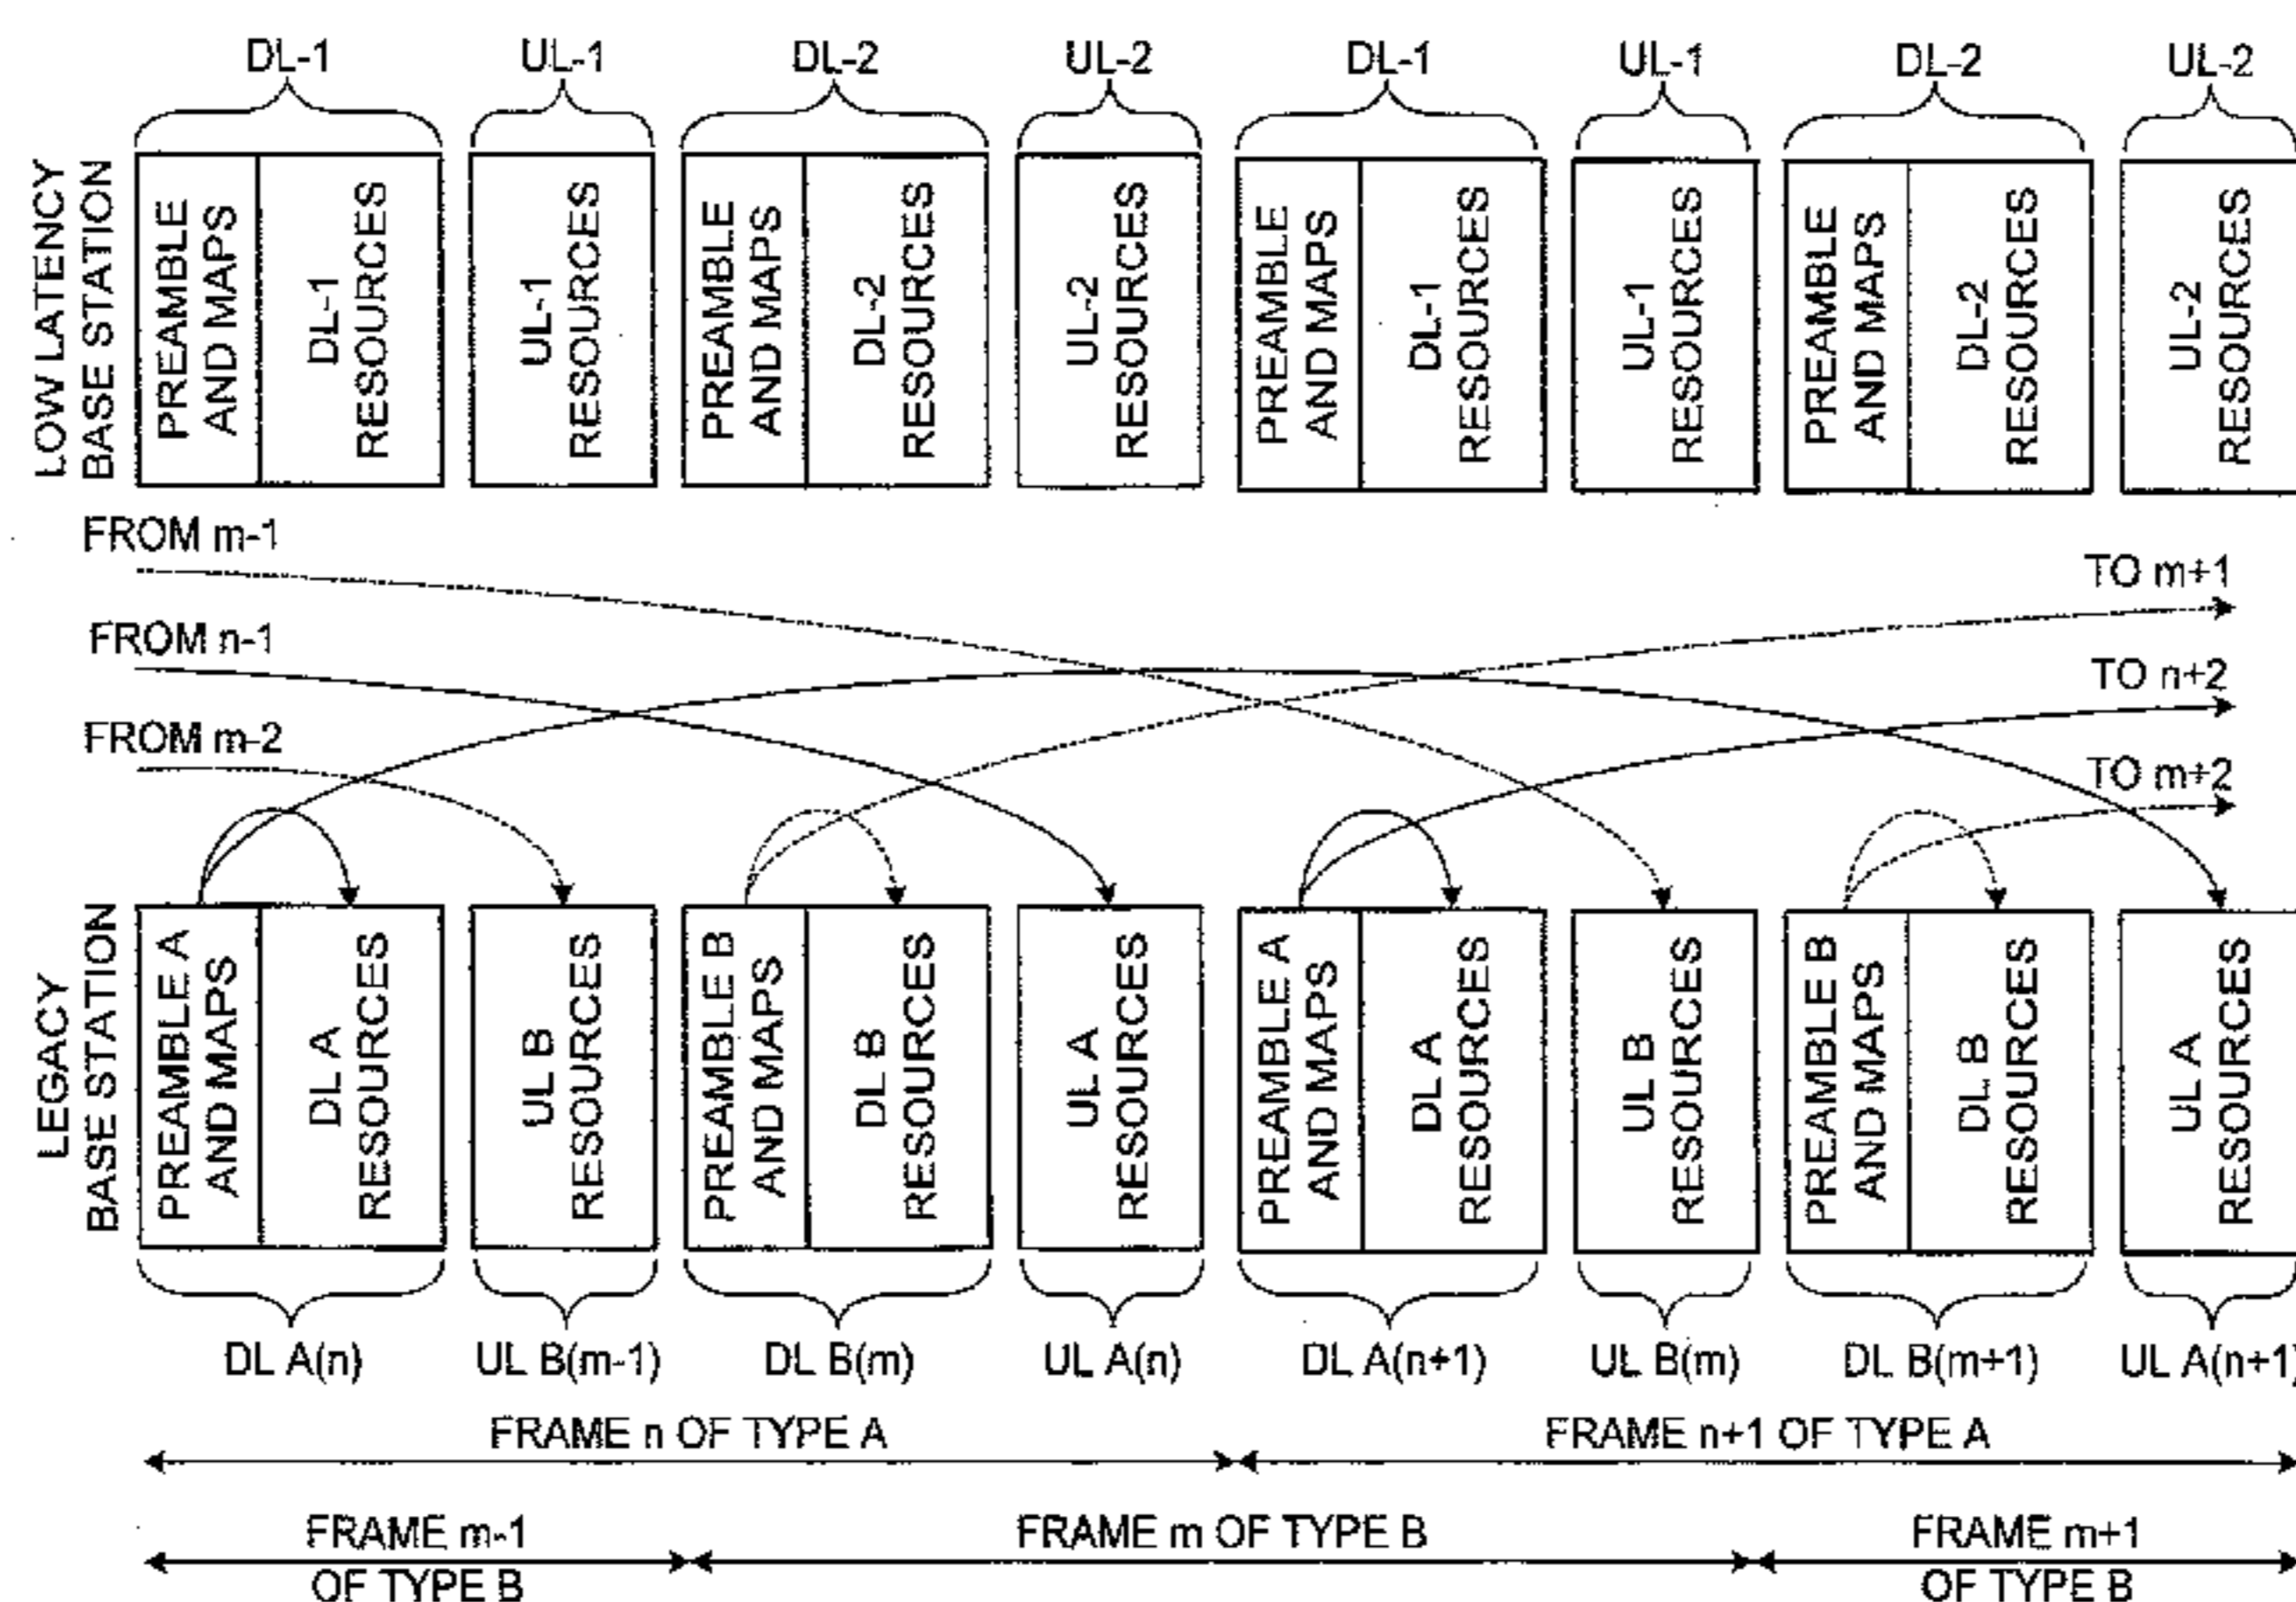 DL-1 UL-1 DL-2 UL-2 DL-1 UL-1 DL-2 UL-2
LOW LATENCY
BASE STATION
PREAMBLE
AND MAPS
DL-1
RESOURCES
UL-1
RESOURCES
PREAMBLE
AND MAPS
DL-2
RESOURCES
UL-2
RESOURCES
PREAMBLE
AND MAPS
DL-1
RESOURCES
UL-1
RESOURCES
PREAMBLE
AND MAPS
DL-2
RESOURCES
UL-2
RESOURCES
FROM m-1
TO m+1
FROM n-1
TO n+2
FROM m-2
TO m+2
LEGACY
BASE STATION
PREAMBLE A
AND MAPS
DL A
RESOURCES
UL B
RESOURCES
PREAMBLE B
AND MAPS
DL B
RESOURCES
UL A
RESOURCES
PREAMBLE A
AND MAPS
DL A
RESOURCES
UL B
RESOURCES
PREAMBLE B
AND MAPS
DL B
RESOURCES
UL A
RESOURCES
DL A(n) UL B(m-1) DL B(m) UL A(n) DL A(n+1) UL B(m) DL B(m+1) UL A(n+1)
FRAME n OF TYPE A FRAME n+1 OF TYPE A
FRAME m-1
OF TYPE B
FRAME m OF TYPE B
FRAME m+1
OF TYPE B